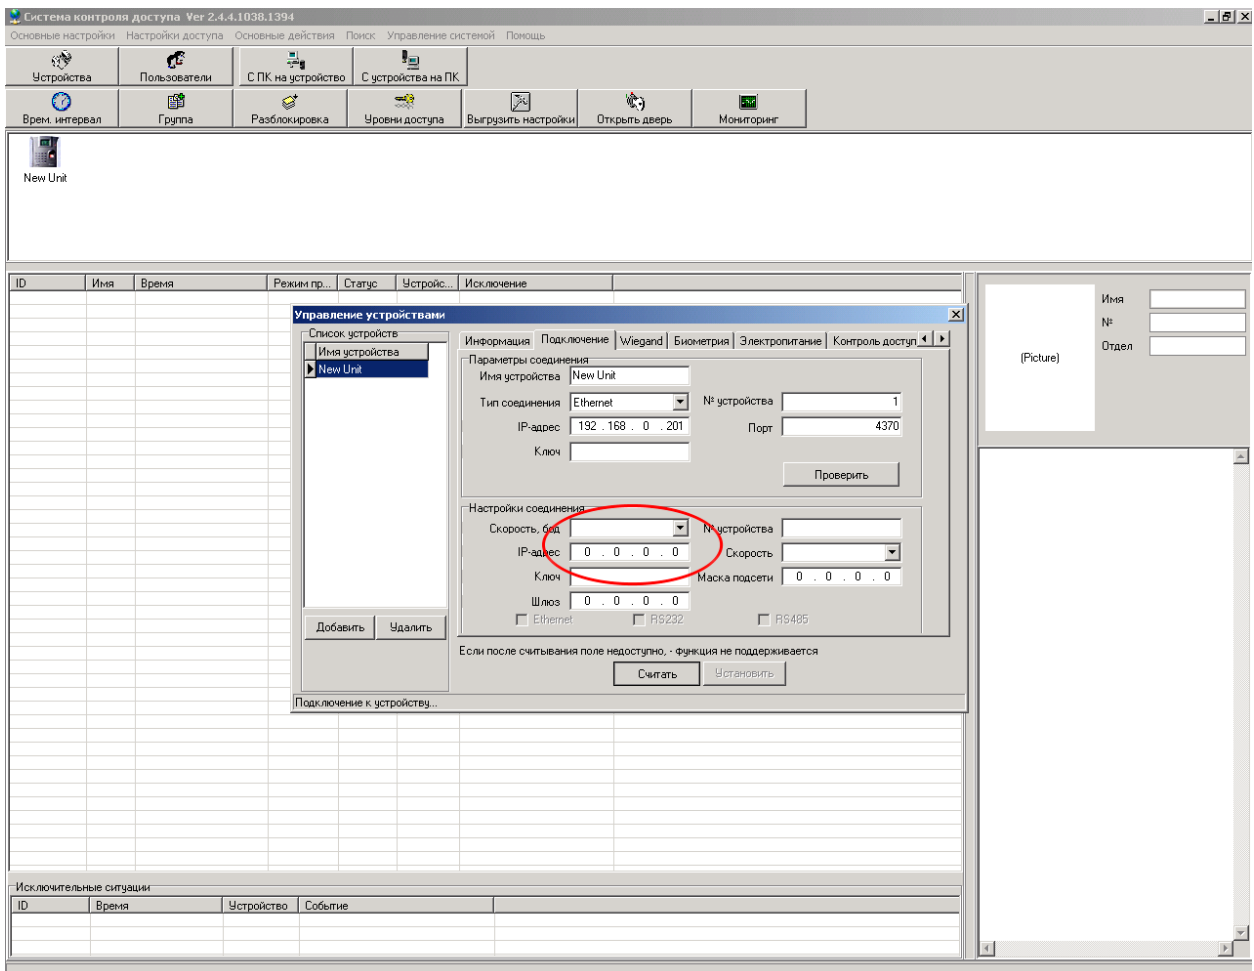 Система контроля доступа Ver 2.4.4.1038.1394
Основные настройки Настройки доступа Основные действия Поиск Управление системой Помощь
Устройства Пользователи С ПК на устройство С устройства на ПК
Врем. интервал Группа Разблокировка Уровни доступа Выгрузить настройки Открыть дверь Мониторинг
New Unit
ID Имя Время Режим пр... Статус Устройс... Исключение
(Picture)
Имя
№
Отдел
Управление устройствами
Список устройств
Имя устройства
New Unit
Добавить Удалить
Информация Подключение Wiegand Биометрия Электропитание Контроль доступ
Параметры соединения
Имя устройства New Unit
Тип соединения Ethernet № устройства 1
IP-адрес 192 . 168 . 0 . 201 Порт 4370
Ключ
Проверить
Настройки соединения
Скорость, бод № устройства
IP-адрес 0 . 0 . 0 . 0 Скорость
Ключ Маска подсети 0 . 0 . 0 . 0
Шлюз 0 . 0 . 0 . 0
Ethernet RS232 RS485
Если после считывания поле недоступно, - функция не поддерживается
Считать Установить
Подключение к устройству...
Исключительные ситуации
ID Время Устройство Событие